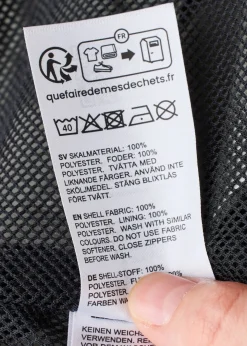 FR
quefairedemesdechets.fr
40
SV SKALMATERIAL: 100%
POLYESTER. FODER: 100%
POLYESTER. TVÄTTA MED
LIKNANDE FÄRGER. ANVÄND INTE
SKÖLJMEDEL. STÄNG BLIXTLÅS
FÖRE TVÄTT.
EN SHELL FABRIC: 100%
POLYESTER. LINING: 100%
POLYESTER. WASH WITH SIMILAR
COLOURS. DO NOT USE FABRIC
SOFTENER. CLOSE ZIPPERS
BEFORE WASH.
DE SHELL-STOFF: 100%
POLYESTER. 100%
FARBEN
KEINEN
VERWENDEN.